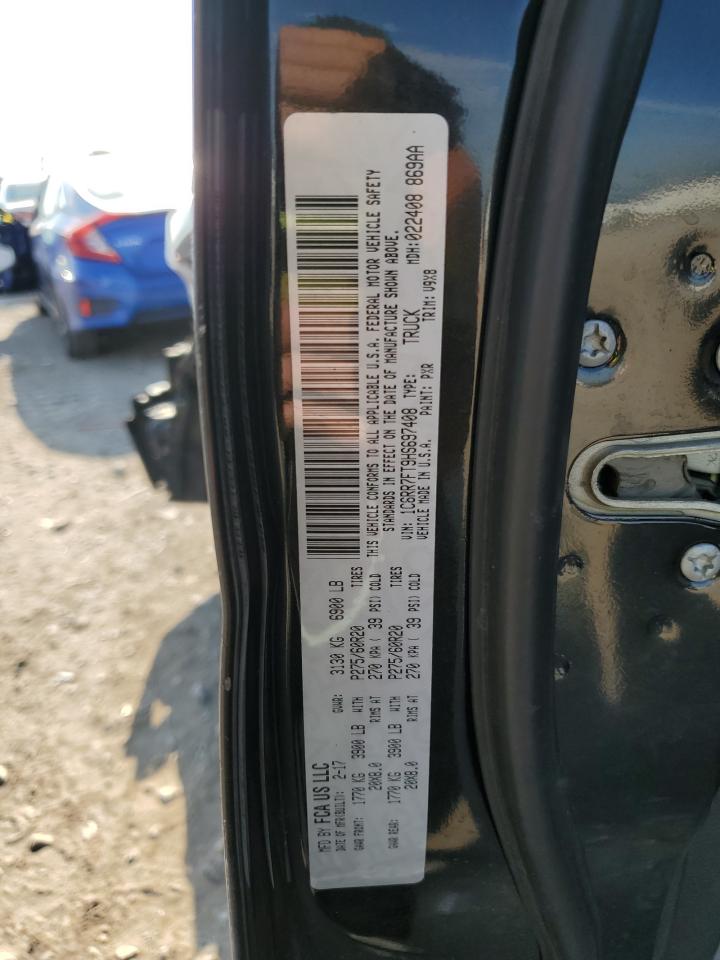 MFD BY FCA US LLC
DATE OF MFR(BUILT): 2-17 GVWR: 3130 KG 6900 LB
GAWR FRONT: 1770 KG 3900 LB WITH P275/60R20 TIRES
20X8.0 RIMS AT 270 KPA ( 39 PSI) COLD
GAWR REAR: 1770 KG 3900 LB WITH P275/60R20 TIRES
20X8.0 RIMS AT 270 KPA ( 39 PSI) COLD
THIS VEHICLE CONFORMS TO ALL APPLICABLE U.S.A. FEDERAL MOTOR VEHICLE SAFETY
STANDARDS IN EFFECT ON THE DATE OF MANUFACTURE SHOWN ABOVE.
VIN: 1C6RR7FT9HS697408 TYPE: TRUCK MDH:022408 869AA
VEHICLE MADE IN U.S.A. PAINT: PXR TRIM: V9X8